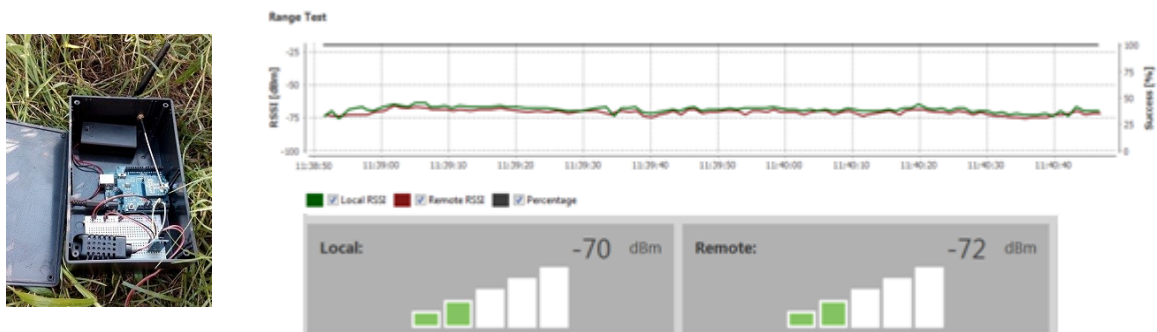 Range Test
RSSI [dBm]
-25
-50
-75
-100
100
75
50
25
0
Success [%]
11:38:50 11:39:00 11:39:10 11:39:20 11:39:30 11:39:40 11:39:50 11:40:00 11:40:10 11:40:20 11:40:30 11:40:40
Local RSSI Remote RSSI Percentage
Local: -70 dBm
Remote: -72 dBm